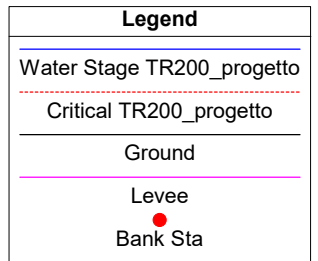 Legend
Water Stage TR200_progetto
Critical TR200_progetto
Ground
Levee
Bank Sta